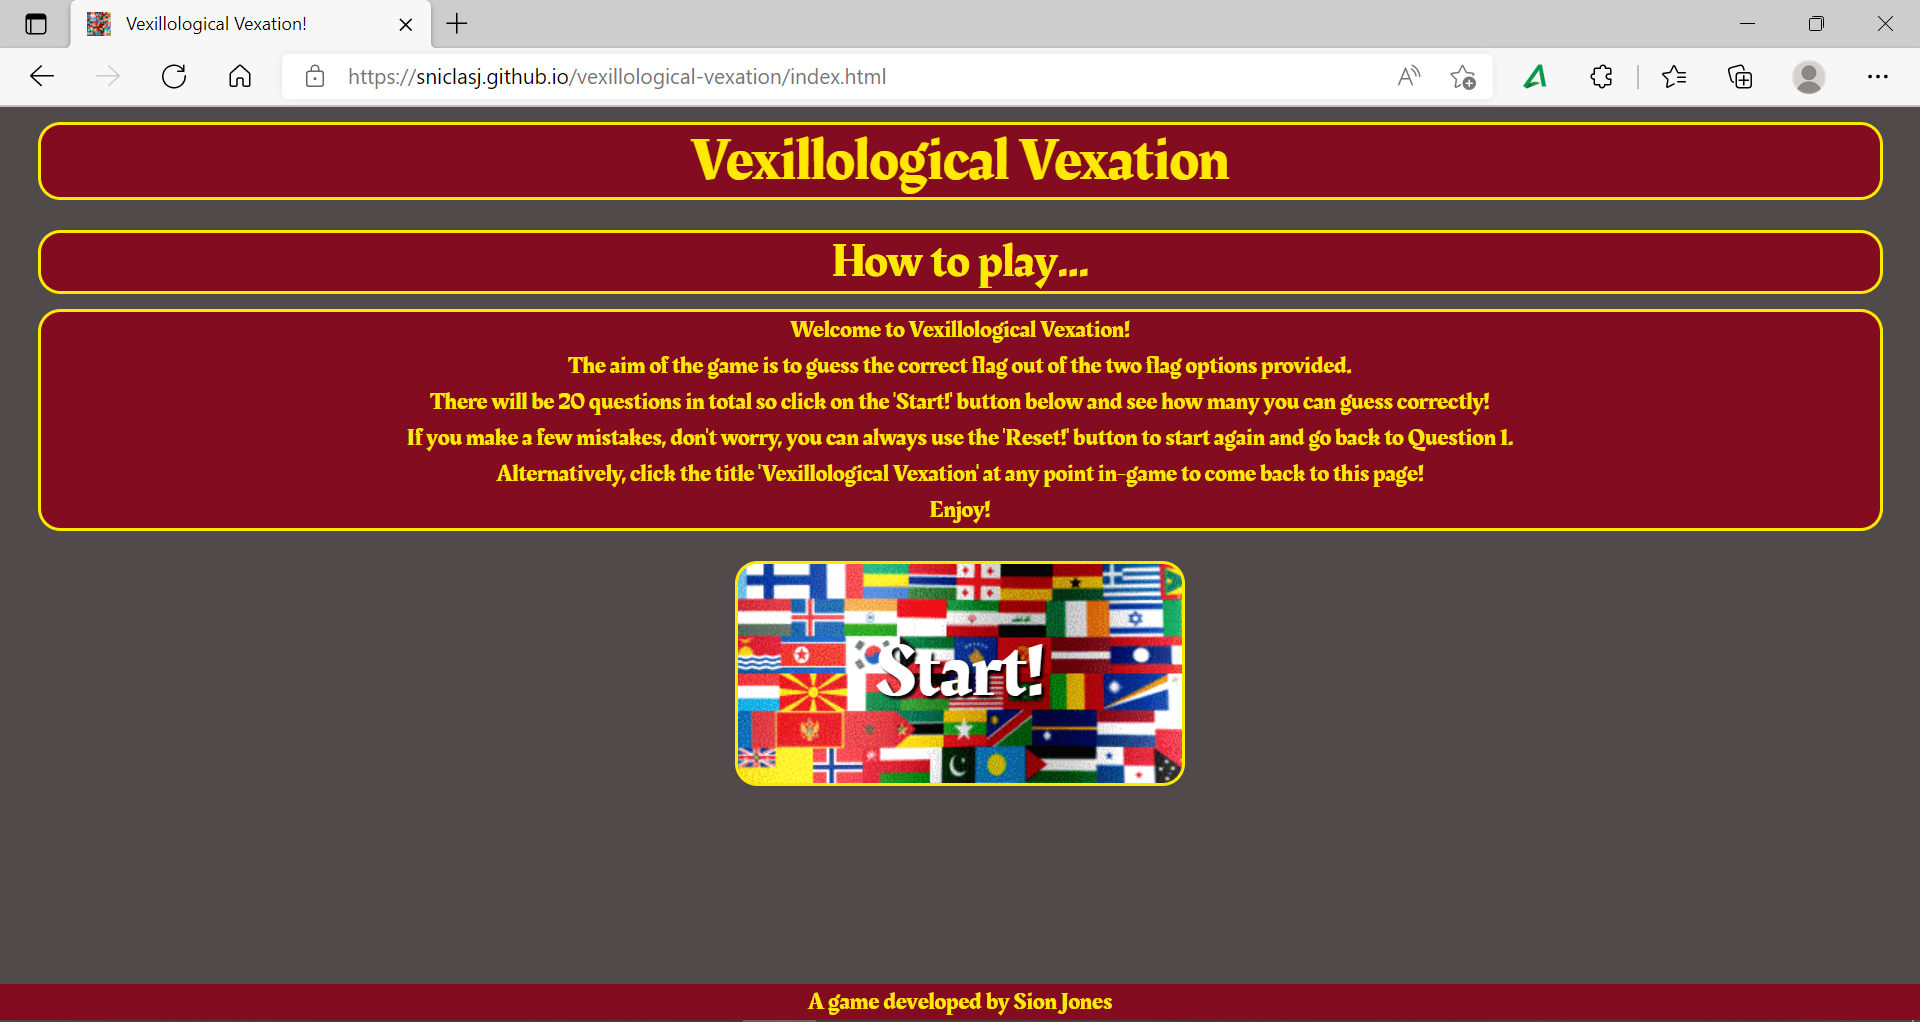 Vexillological Vexation!
https://sniclasj.github.io/vexillological-vexation/index.html
Vexillological Vexation
How to play...
Welcome to Vexillological Vexation!
The aim of the game is to guess the correct flag out of the two flag options provided.
There will be 20 questions in total so click on the 'Start!' button below and see how many you can guess correctly!
If you make a few mistakes, don't worry, you can always use the 'Reset!' button to start again and go back to Question 1.
Alternatively, click the title 'Vexillological Vexation' at any point in-game to come back to this page!
Enjoy!
Start!
A game developed by Sion Jones